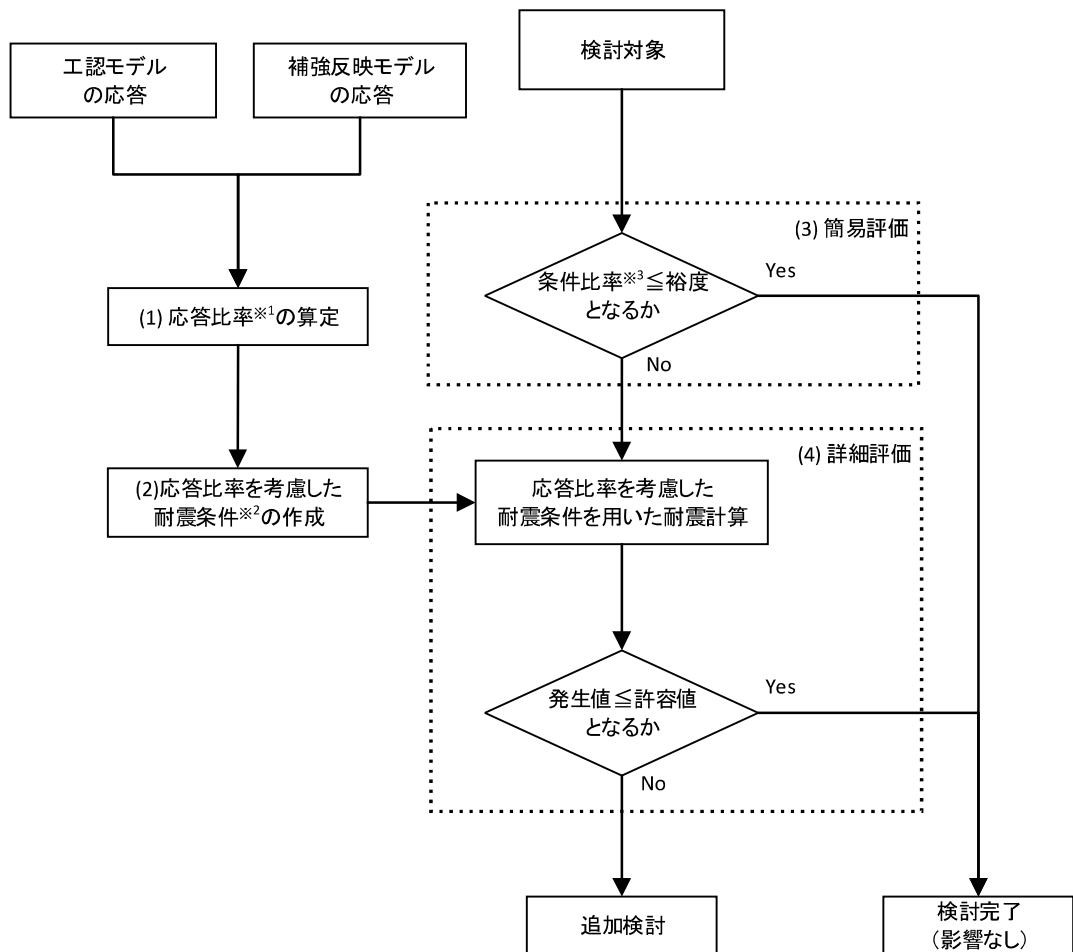 工認モデル
の応答
補強反映モデル
の応答
検討対象
(3) 簡易評価
条件比率※3≦裕度
となるか
Yes
No
(1) 応答比率※1の算定
(2)応答比率を考慮した
耐震条件※2の作成
(4) 詳細評価
応答比率を考慮した
耐震条件を用いた耐震計算
発生値≦許容値
となるか
Yes
No
追加検討
検討完了
(影響なし)